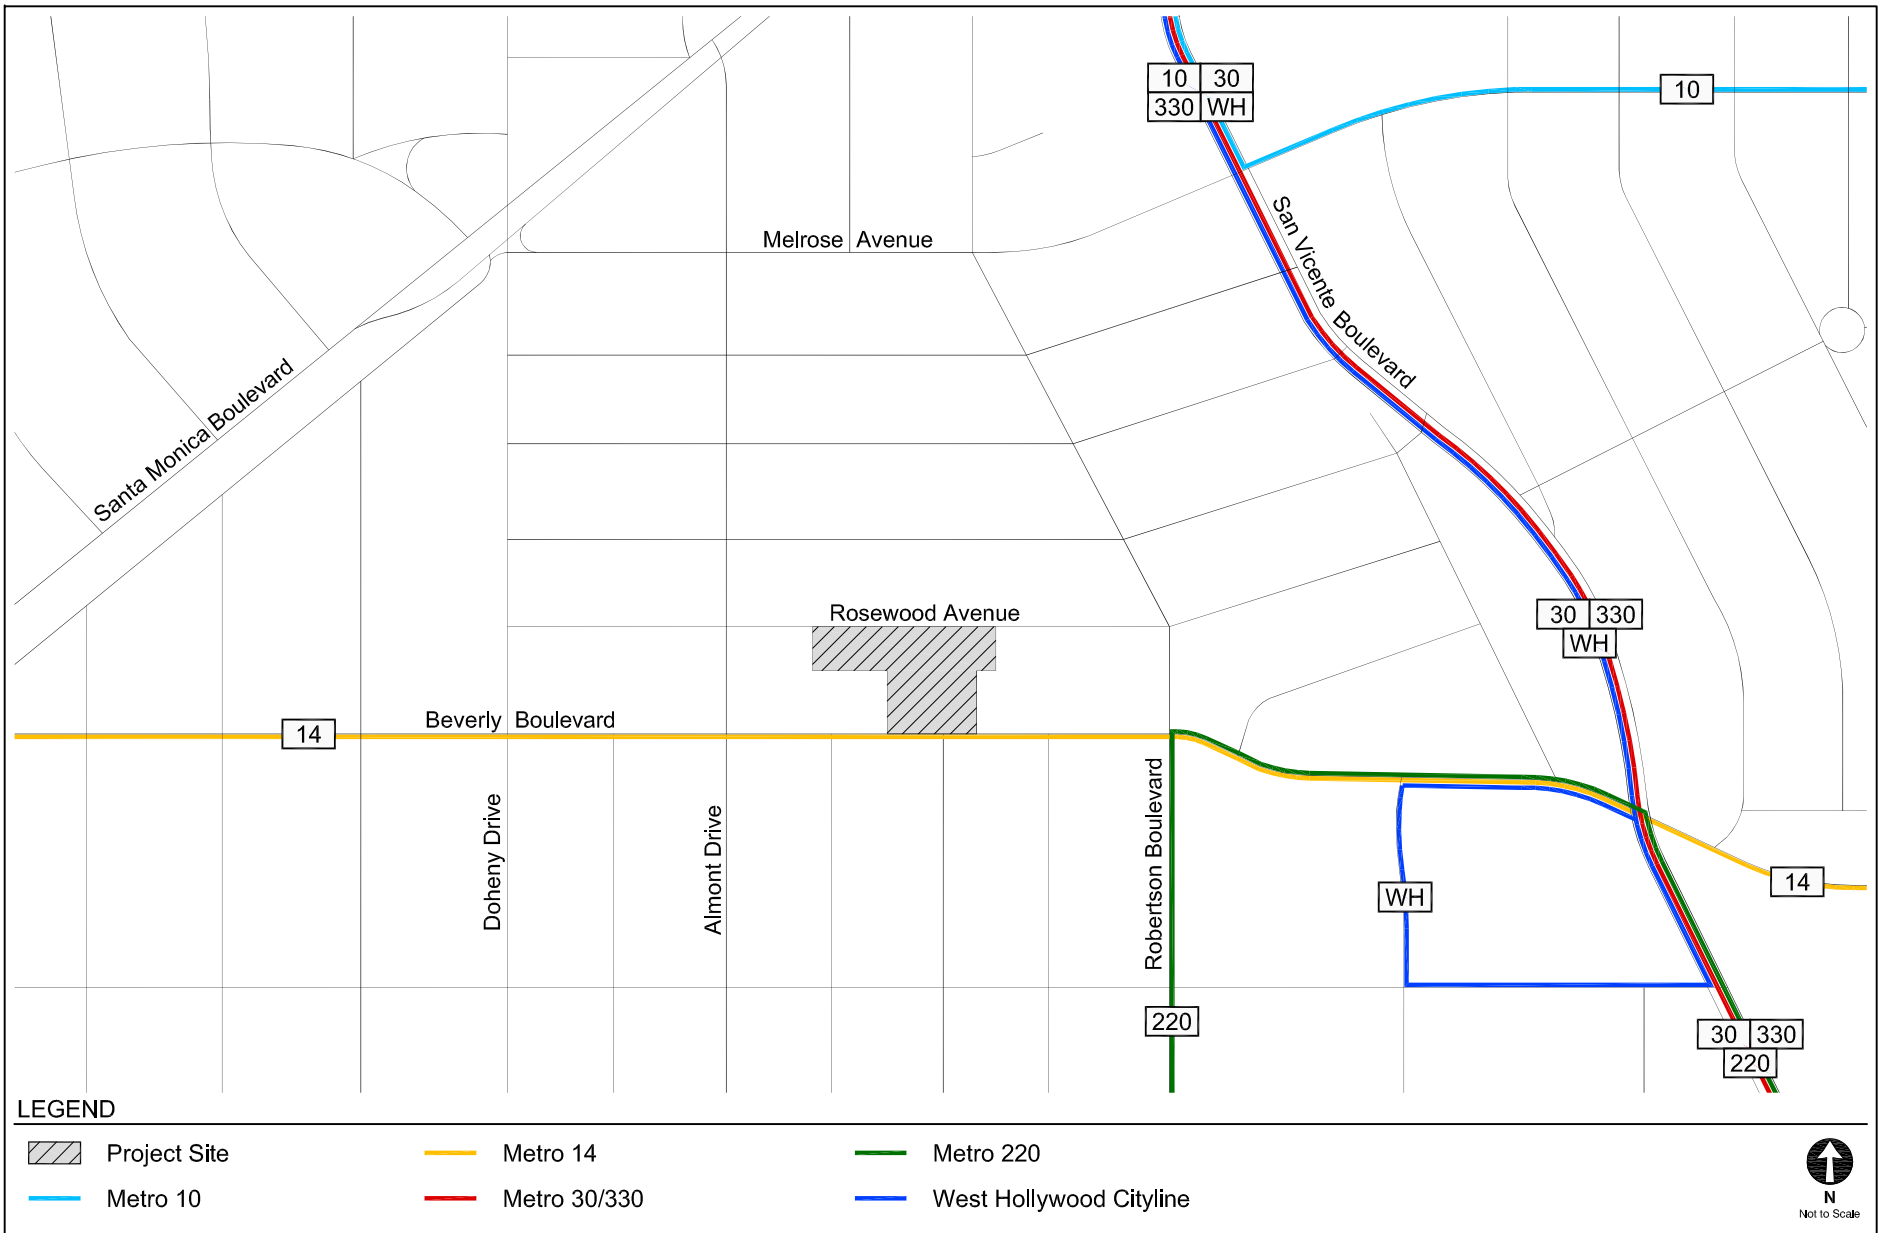 10 30
330 WH
10
San Vicente Boulevard
Melrose Avenue
Santa Monica Boulevard
Rosewood Avenue
30 330
WH
Beverly Boulevard
14
Doheny Drive
Almont Drive
Robertson Boulevard
WH
14
220
30 330
220
LEGEND
Project Site
Metro 14
Metro 220
Metro 10
Metro 30/330
West Hollywood Cityline
N
Not to Scale